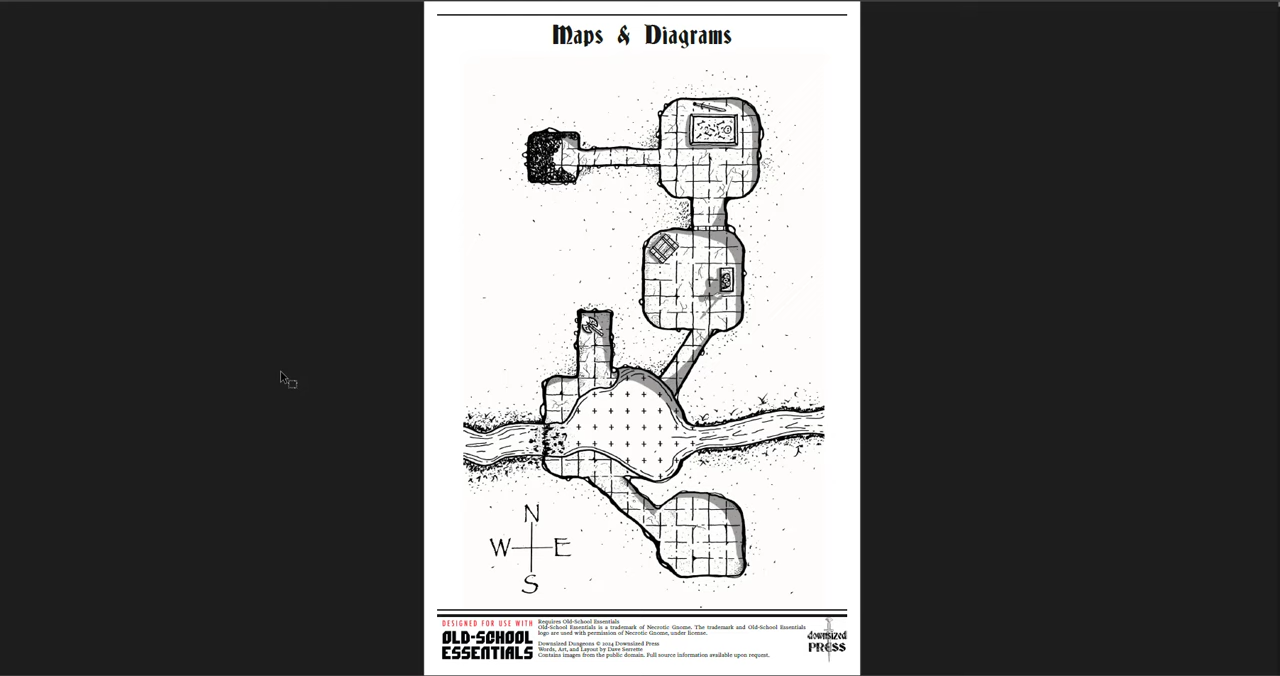 Maps & Diagrams
N
W E
S
DESIGNED FOR USE WITH
OLD-SCHOOL
ESSENTIALS
Requires Old-School Essentials
Old-School Essentials is a trademark of Necrotic Gnome. The trademark and Old-School Essentials
logo are used with permission of Necrotic Gnome, under license.
Downsized Dungeons © 2024 Downsized Press
Words, Art, and Layout by Dave Serrette
Contains images from the public domain. Full source information available upon request.
downsized
PRESS